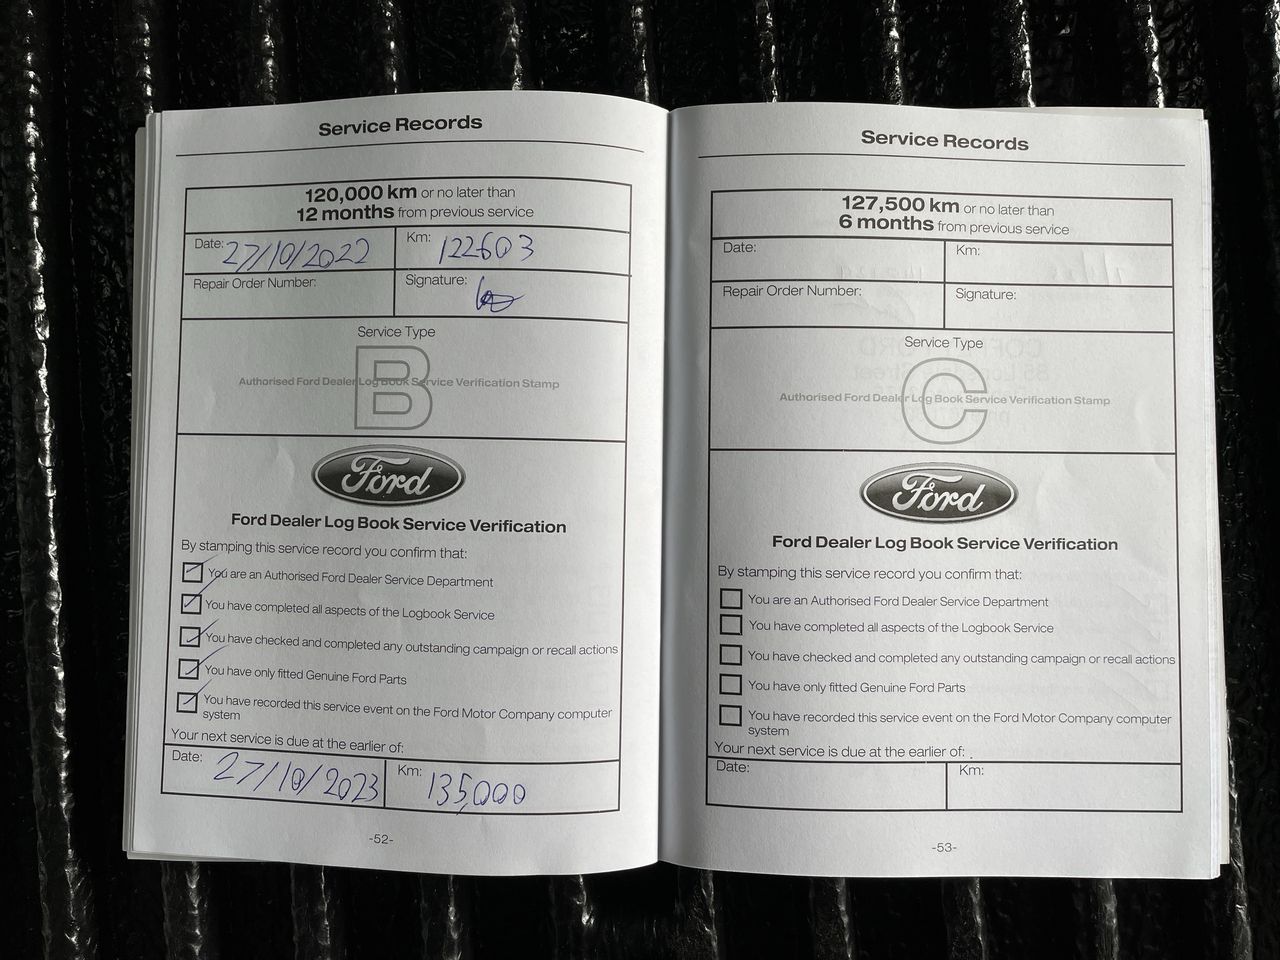 Service Records
120,000 km or no later than
12 months from previous service
Date: 27/10/2022
Km: 122603
Repair Order Number:
Signature:
Service Type
B
Authorised Ford Dealer Log Book Service Verification Stamp
Ford
Ford Dealer Log Book Service Verification
By stamping this service record you confirm that:
You are an Authorised Ford Dealer Service Department
You have completed all aspects of the Logbook Service
You have checked and completed any outstanding campaign or recall actions
You have only fitted Genuine Ford Parts
You have recorded this service event on the Ford Motor Company computer
system
Your next service is due at the earlier of:
Date: 27/10/2023
Km: 135,000
-52-
Service Records
127,500 km or no later than
6 months from previous service
Date:
Km:
Repair Order Number:
Signature:
Service Type
C
Authorised Ford Dealer Log Book Service Verification Stamp
Ford
Ford Dealer Log Book Service Verification
By stamping this service record you confirm that:
You are an Authorised Ford Dealer Service Department
You have completed all aspects of the Logbook Service
You have checked and completed any outstanding campaign or recall actions
You have only fitted Genuine Ford Parts
You have recorded this service event on the Ford Motor Company computer
system
Your next service is due at the earlier of:
Date:
Km:
-53-